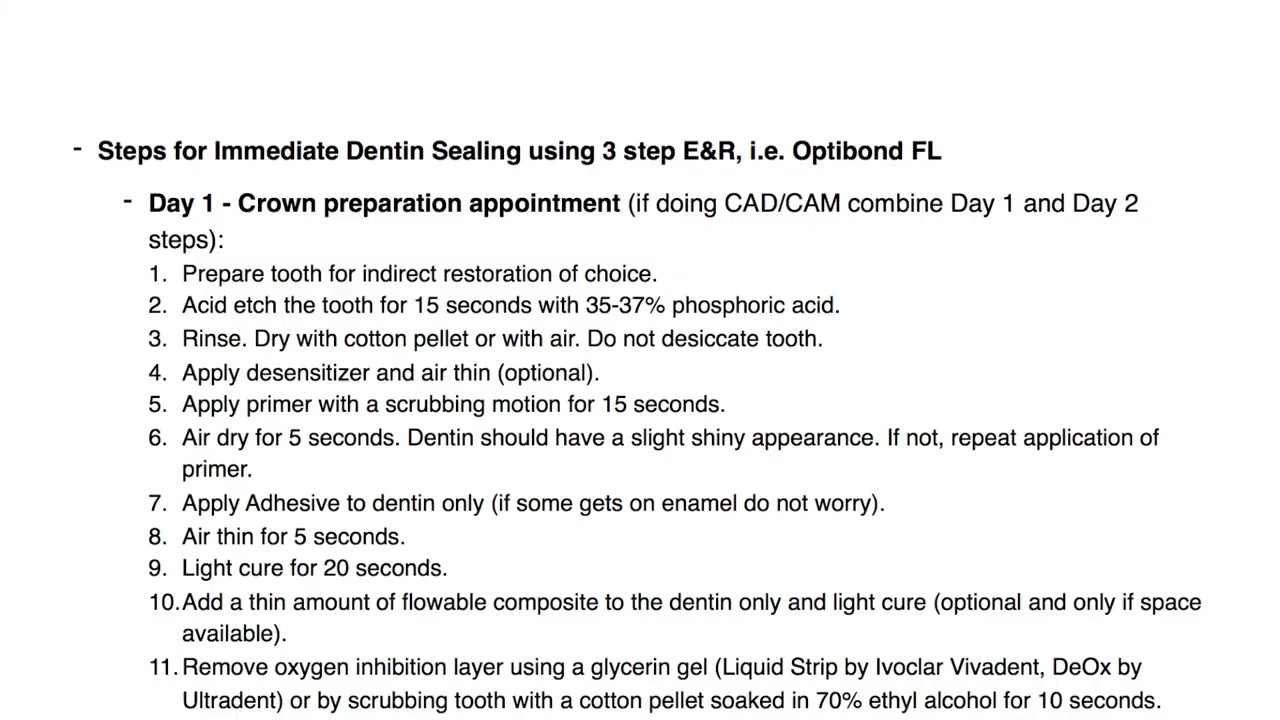 - Steps for Immediate Dentin Sealing using 3 step E&R, i.e. Optibond FL
- Day 1 - Crown preparation appointment (if doing CAD/CAM combine Day 1 and Day 2
steps):
1. Prepare tooth for indirect restoration of choice.
2. Acid etch the tooth for 15 seconds with 35-37% phosphoric acid.
3. Rinse. Dry with cotton pellet or with air. Do not desiccate tooth.
4. Apply desensitizer and air thin (optional).
5. Apply primer with a scrubbing motion for 15 seconds.
6. Air dry for 5 seconds. Dentin should have a slight shiny appearance. If not, repeat application of
primer.
7. Apply Adhesive to dentin only (if some gets on enamel do not worry).
8. Air thin for 5 seconds.
9. Light cure for 20 seconds.
10. Add a thin amount of flowable composite to the dentin only and light cure (optional and only if space
available).
11. Remove oxygen inhibition layer using a glycerin gel (Liquid Strip by Ivoclar Vivadent, DeOx by
Ultradent) or by scrubbing tooth with a cotton pellet soaked in 70% ethyl alcohol for 10 seconds.